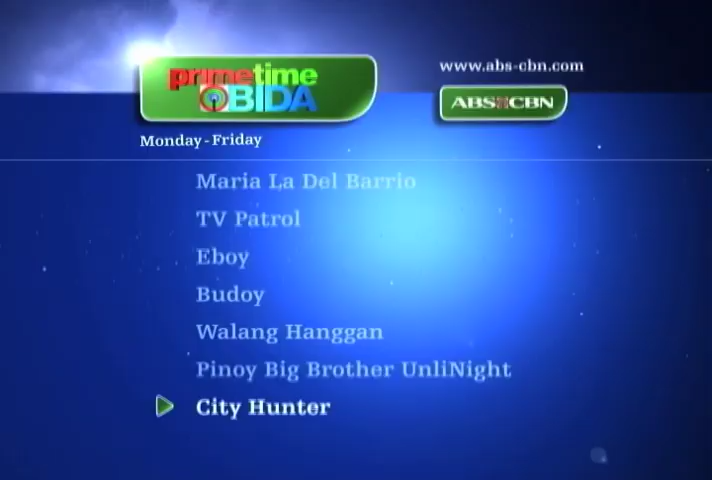 primetime
BIDA
www.abs-cbn.com
ABS CBN
Monday - Friday
Maria La Del Barrio
TV Patrol
Eboy
Budoy
Walang Hanggan
Pinoy Big Brother UnliNight
City Hunter